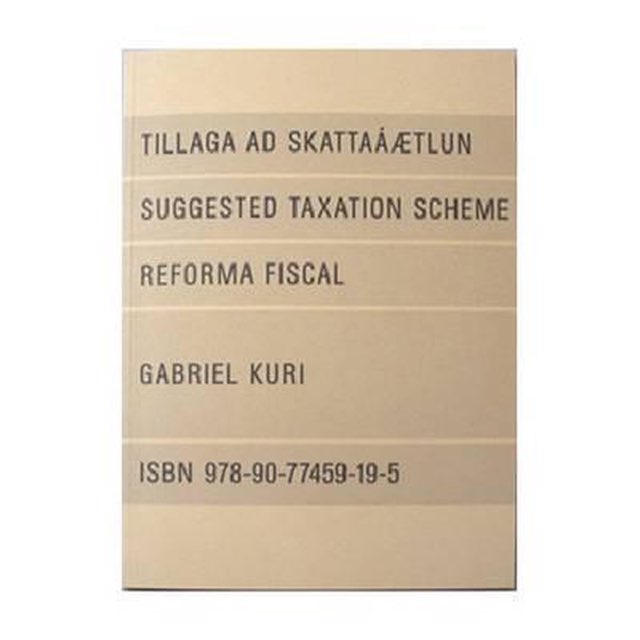 TILLAGA AD SKATTAÁÆTLUN
SUGGESTED TAXATION SCHEME
REFORMA FISCAL
GABRIEL KURI
ISBN 978-90-77459-19-5